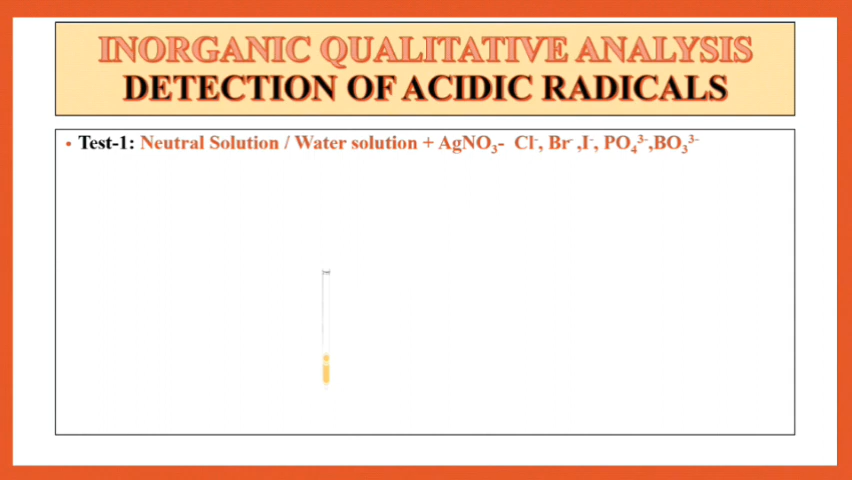 INORGANIC QUALITATIVE ANALYSIS
DETECTION OF ACIDIC RADICALS
• Test-1: Neutral Solution / Water solution + AgNO₃- Cl⁻, Br⁻ ,I⁻, PO₄³⁻,BO₃³⁻